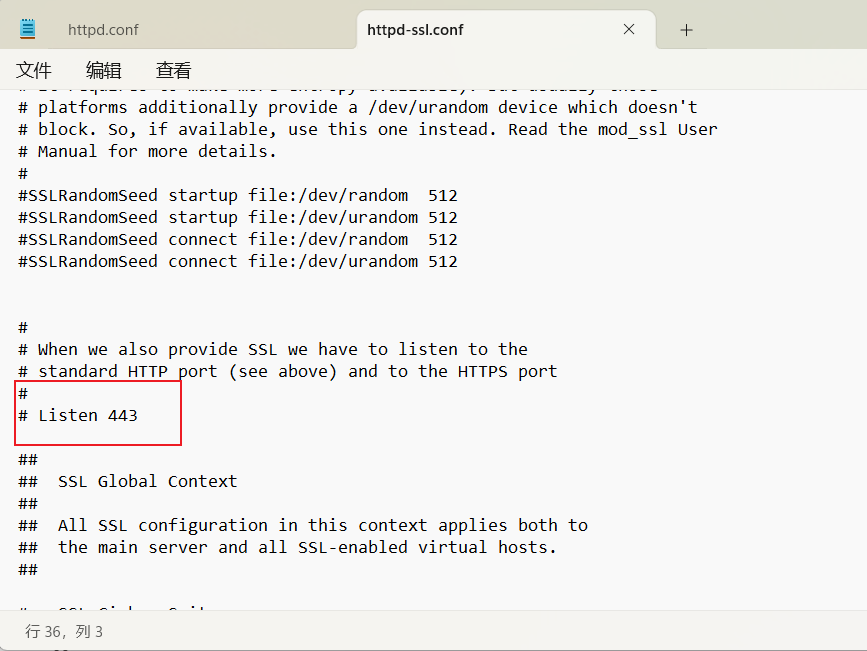 httpd.conf
httpd-ssl.conf
文件 编辑 查看
# platforms additionally provide a /dev/urandom device which doesn't
# block. So, if available, use this one instead. Read the mod_ssl User
# Manual for more details.
#
#SSLRandomSeed startup file:/dev/random  512
#SSLRandomSeed startup file:/dev/urandom 512
#SSLRandomSeed connect file:/dev/random  512
#SSLRandomSeed connect file:/dev/urandom 512
#
# When we also provide SSL we have to listen to the
# standard HTTP port (see above) and to the HTTPS port
#
# Listen 443
##
##  SSL Global Context
##
##  All SSL configuration in this context applies both to
##  the main server and all SSL-enabled virtual hosts.
##
行 36，列 3